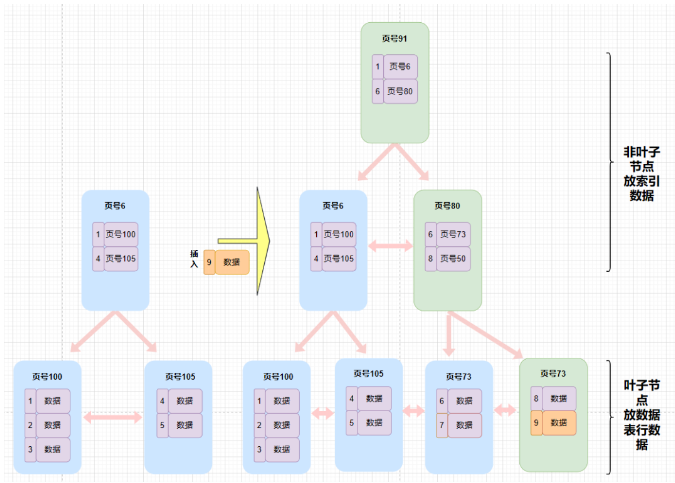 页号91
1 页号6
6 页号80
非叶子
节点
放索引
数据
页号6
1 页号100
4 页号105
插
入
9 数据
页号6
1 页号100
4 页号105
页号80
6 页号73
8 页号50
页号100
1 数据
2 数据
3 数据
页号105
4 数据
5 数据
页号100
1 数据
2 数据
3 数据
页号105
4 数据
5 数据
页号73
6 数据
7 数据
页号73
8 数据
9 数据
叶子节
点
放数据
表行数
据